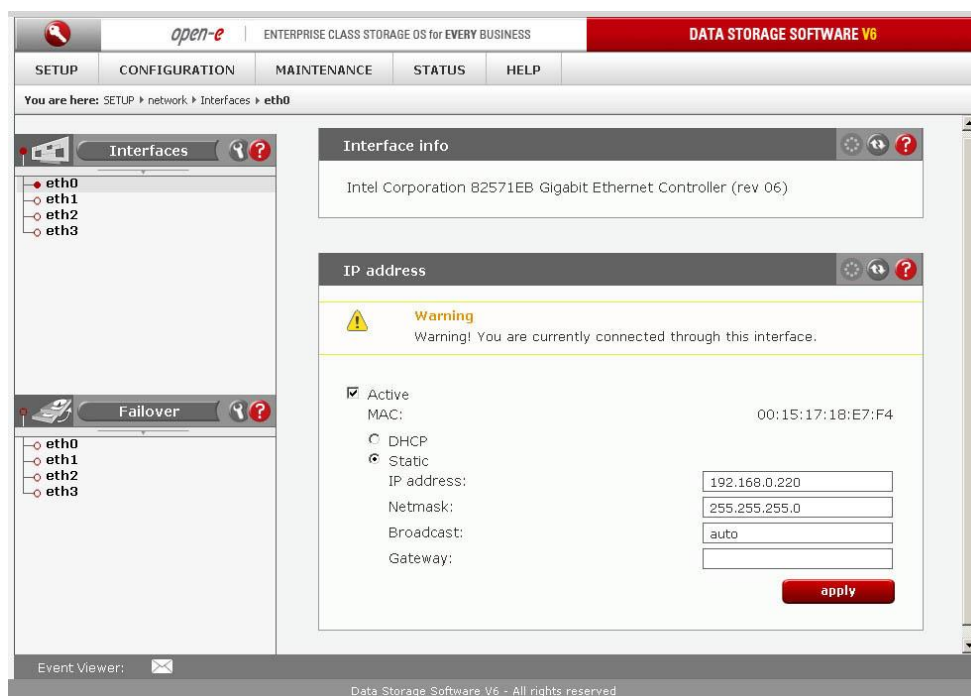 open-e
ENTERPRISE CLASS STORAGE OS for EVERY BUSINESS
DATA STORAGE SOFTWARE V6
SETUP
CONFIGURATION
MAINTENANCE
STATUS
HELP
You are here: SETUP network Interfaces eth0
Interfaces
?
eth0
eth1
eth2
eth3
Interface info
?
Intel Corporation 82571EB Gigabit Ethernet Controller (rev 06)
IP address
?
Warning
Warning! You are currently connected through this interface.
Active
MAC: 00:15:17:18:E7:F4
DHCP
Static
IP address: 192.168.0.220
Netmask: 255.255.255.0
Broadcast: auto
Gateway:
apply
Failover
?
eth0
eth1
eth2
eth3
Event Viewer:
Data Storage Software V6 - All rights reserved